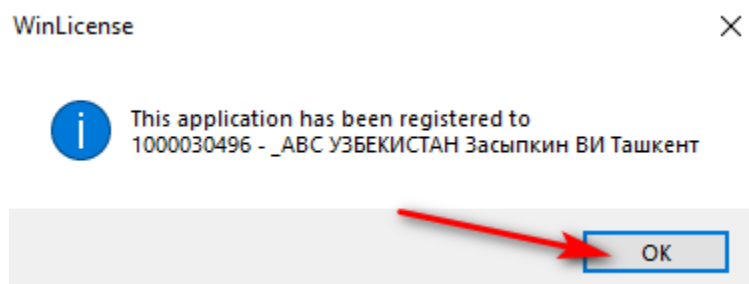 WinLicense
This application has been registered to
1000030496 - _АВС УЗБЕКИСТАН Засыпкин ВИ Ташкент
OK